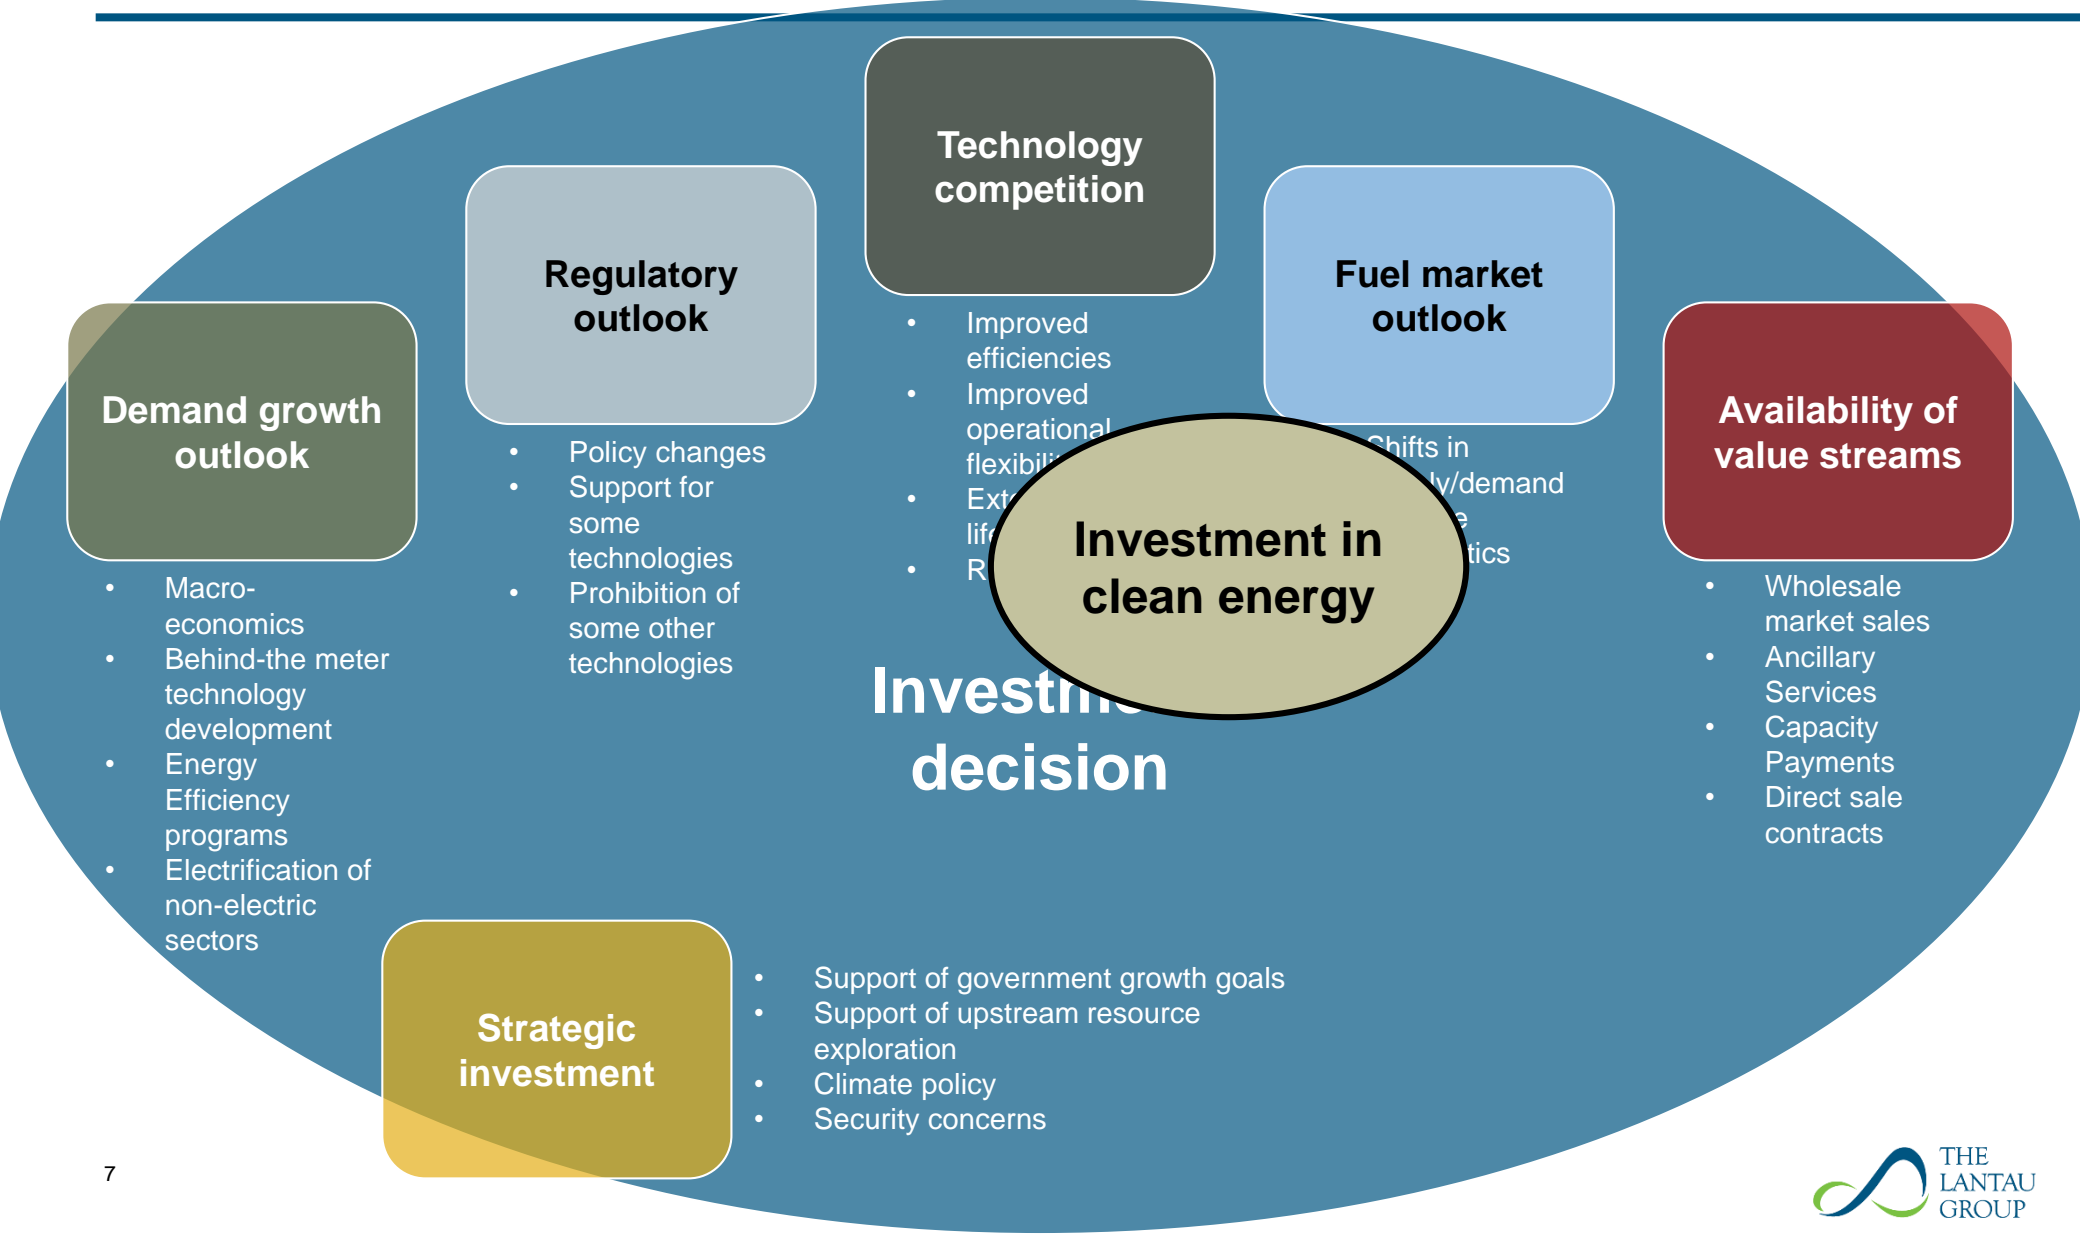 Technology
competition
• Improved
efficiencies
• Improved
operational
Regulatory
outlook
• Policy changes
• Support for
some
technologies
• Prohibition of
some other
technologies
Fuel market
outlook
Shifts in
/demand
Demand growth
outlook
• Macro-
economics
• Behind-the meter
technology
development
• Energy
Efficiency
programs
• Electrification of
non-electric
sectors
Availability of
value streams
• Wholesale
market sales
• Ancillary
Services
• Capacity
Payments
• Direct sale
contracts
Investment in
clean energy
decision
Strategic
investment
• Support of government growth goals
• Support of upstream resource
exploration
• Climate policy
• Security concerns
7
THE
LANTAU
GROUP